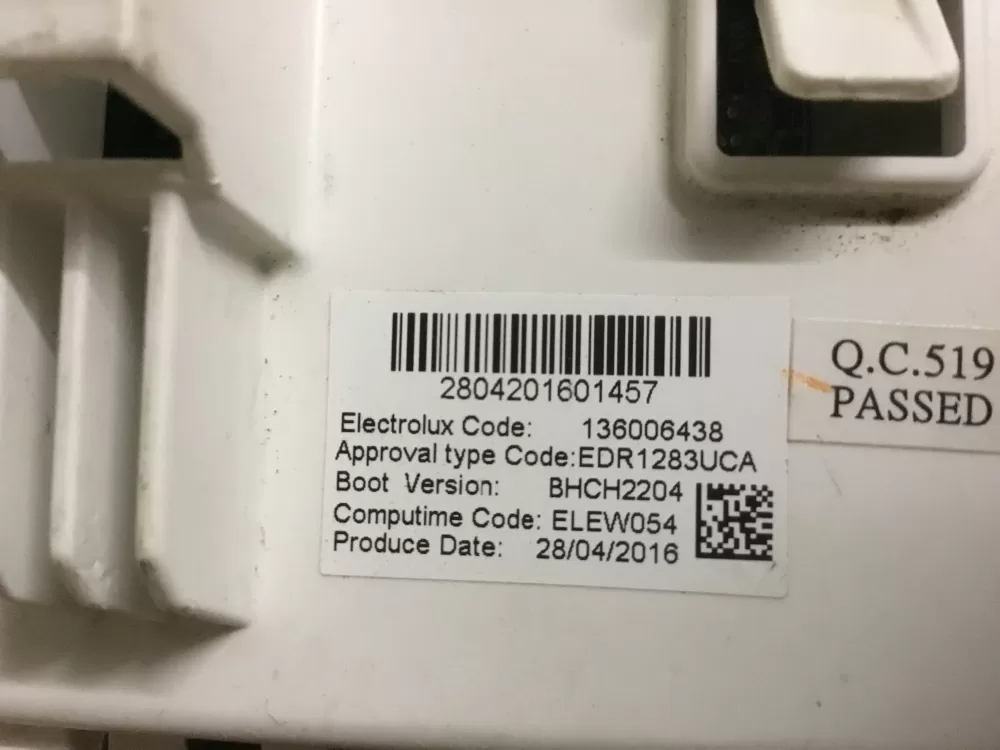 2804201601457
Electrolux Code: 136006438
Approval type Code:EDR1283UCA
Boot Version: BHCH2204
Computime Code: ELEW054
Produce Date: 28/04/2016
Q.C.519
PASSED